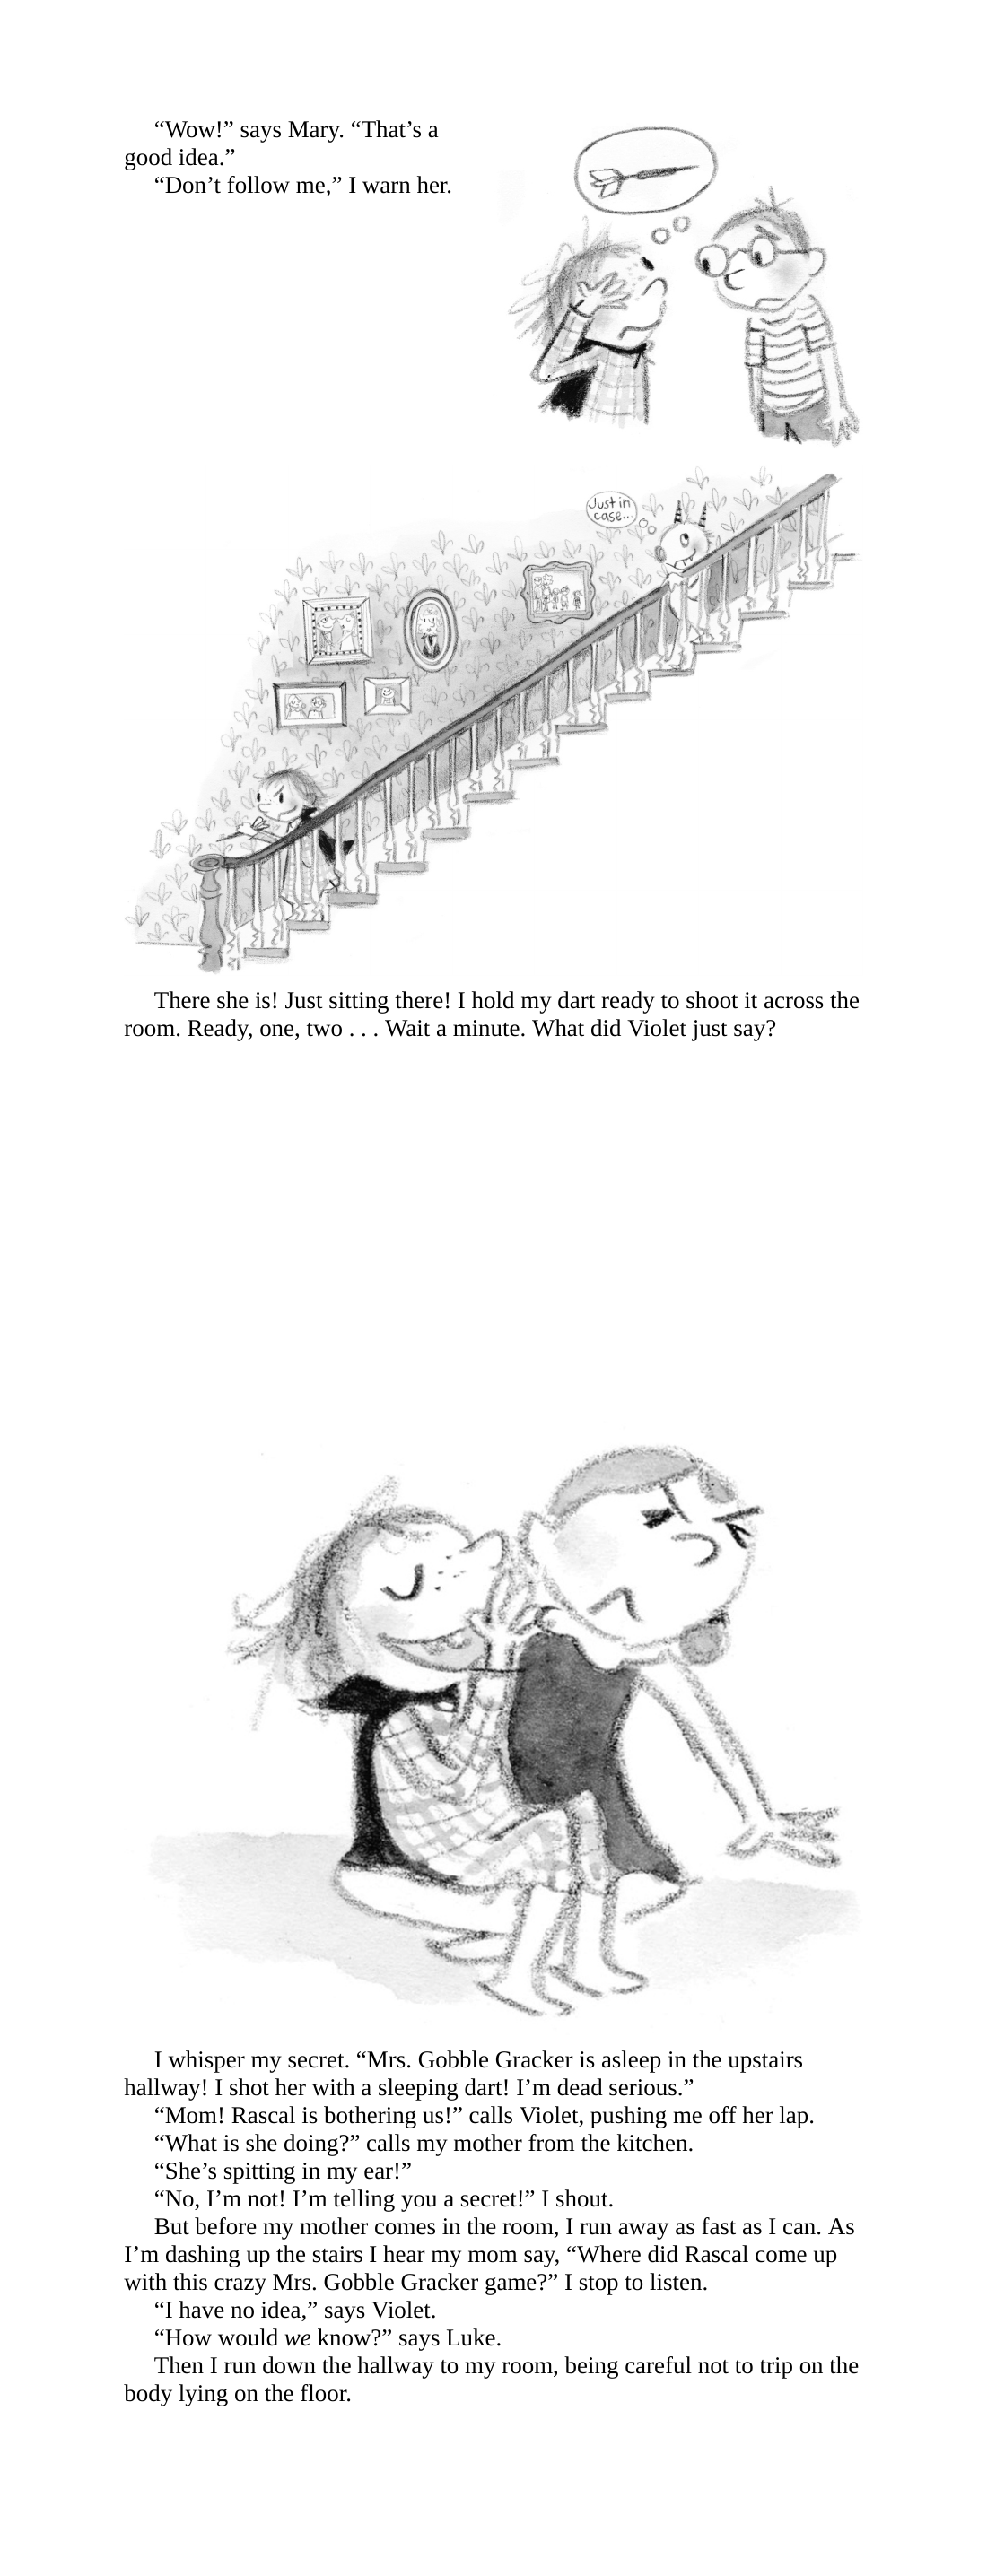 “Wow!” says Mary. “That’s a
good idea.”
“Don’t follow me,” I warn her.
Just in
case...
There she is! Just sitting there! I hold my dart ready to shoot it across the
room. Ready, one, two . . . Wait a minute. What did Violet just say?
I whisper my secret. “Mrs. Gobble Gracker is asleep in the upstairs
hallway! I shot her with a sleeping dart! I’m dead serious.”
“Mom! Rascal is bothering us!” calls Violet, pushing me off her lap.
“What is she doing?” calls my mother from the kitchen.
“She’s spitting in my ear!”
“No, I’m not! I’m telling you a secret!” I shout.
But before my mother comes in the room, I run away as fast as I can. As
I’m dashing up the stairs I hear my mom say, “Where did Rascal come up
with this crazy Mrs. Gobble Gracker game?” I stop to listen.
“I have no idea,” says Violet.
“How would we know?” says Luke.
Then I run down the hallway to my room, being careful not to trip on the
body lying on the floor.